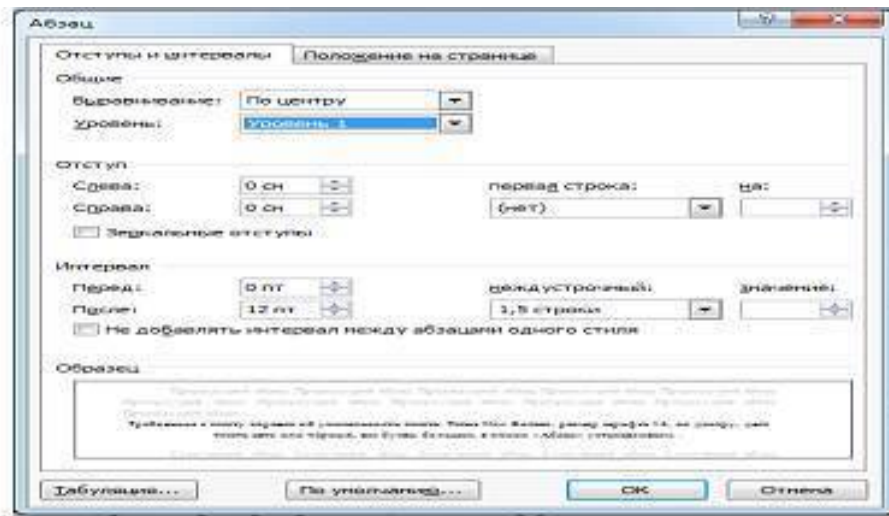 Абзац
Отступы и интервалы Положение на странице
Общие
Выравнивание: По центру
Уровень: Уровень 1
Отступ
Слева: 0 см первая строка: на:
Справа: 0 см (нет)
Зеркальные отступы
Интервал
Перед: 0 пт междустрочный: значение:
После: 12 пт 1,5 строки
Не добавлять интервал между абзацами одного стиля
Образец
Табуляция... По умолчанию... ОК Отмена